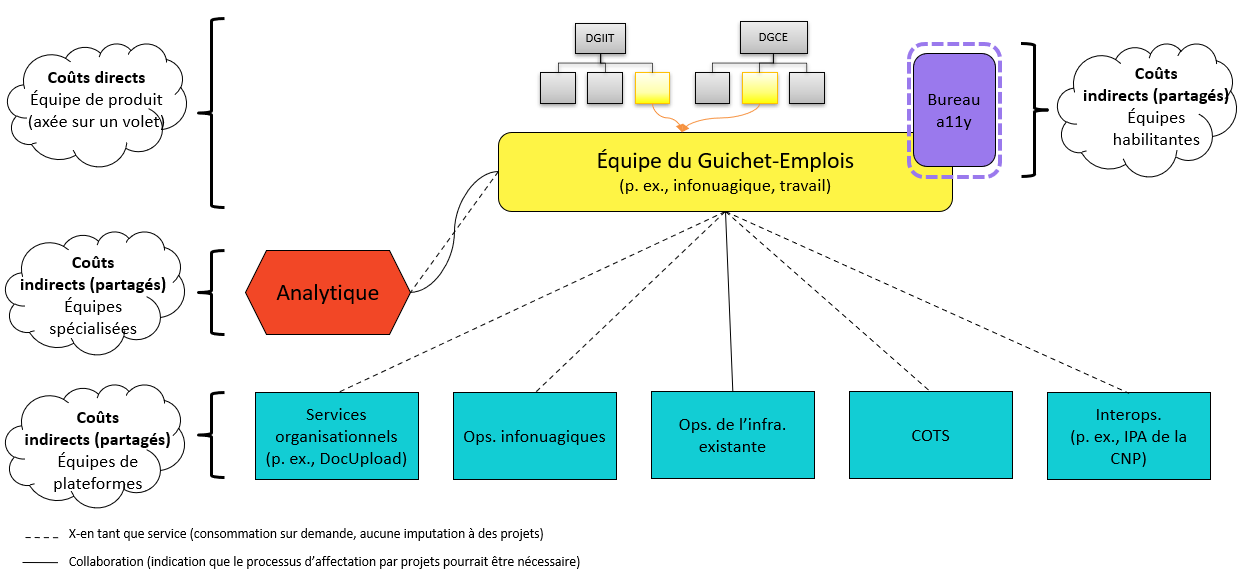 DGIIT
DGCE
Coûts directs
Équipe de produit
(axée sur un volet)
Bureau
a11y
Coûts
indirects (partagés)
Équipes
habilitantes
Équipe du Guichet-Emplois
(p. ex., infonuagique, travail)
Coûts
indirects (partagés)
Équipes
spécialisées
Analytique
Coûts
indirects (partagés)
Équipes de
plateformes
Services
organisationnels
(p. ex., DocUpload)
Ops. infonuagiques
Ops. de l’infra.
existante
COTS
Interops.
(p. ex., IPA de la
CNP)
X-en tant que service (consommation sur demande, aucune imputation à des projets)
Collaboration (indication que le processus d’affectation par projets pourrait être nécessaire)